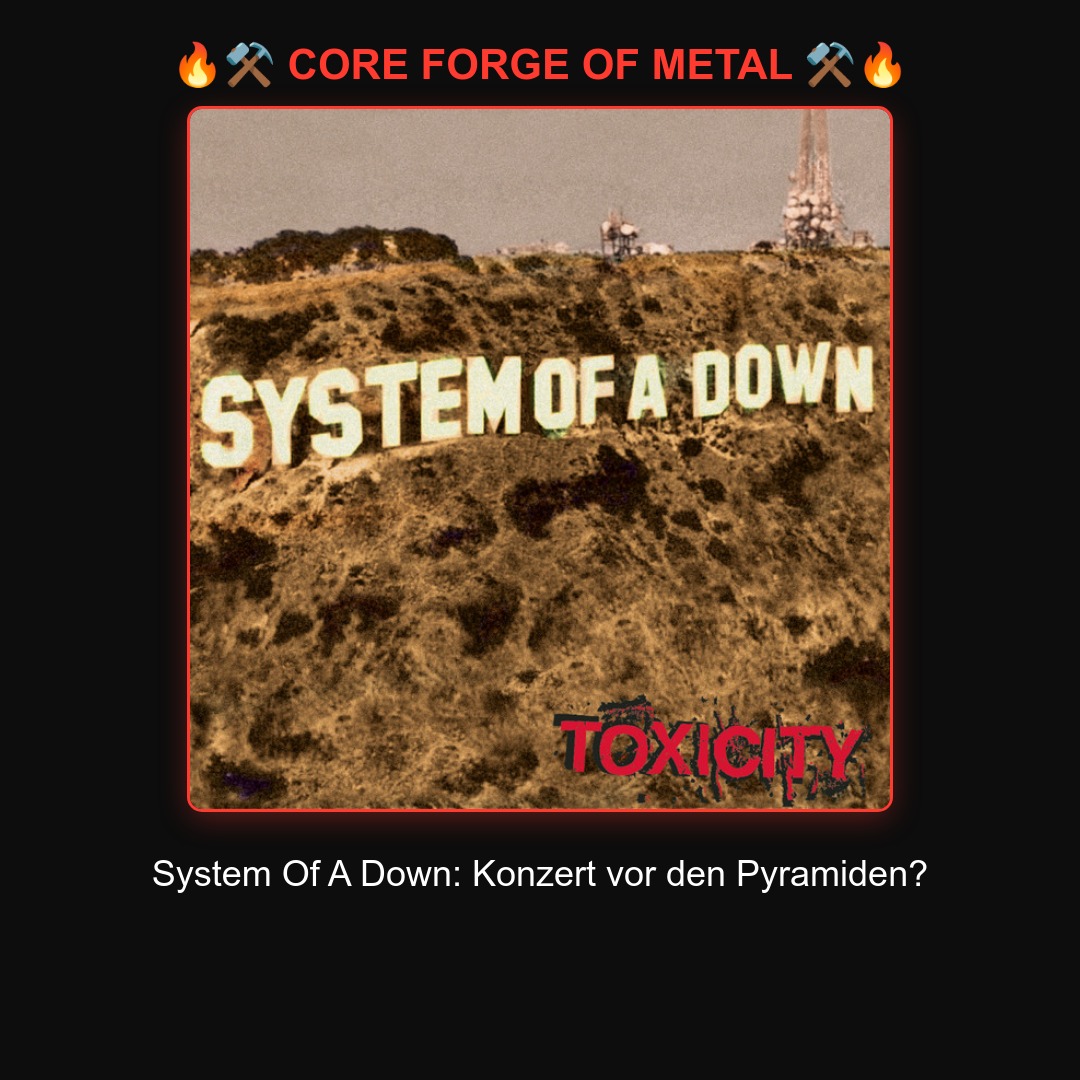 🔥⚒️ CORE FORGE OF METAL ⚒️🔥
SYSTEM OF A DOWN
TOXICITY
System Of A Down: Konzert vor den Pyramiden?